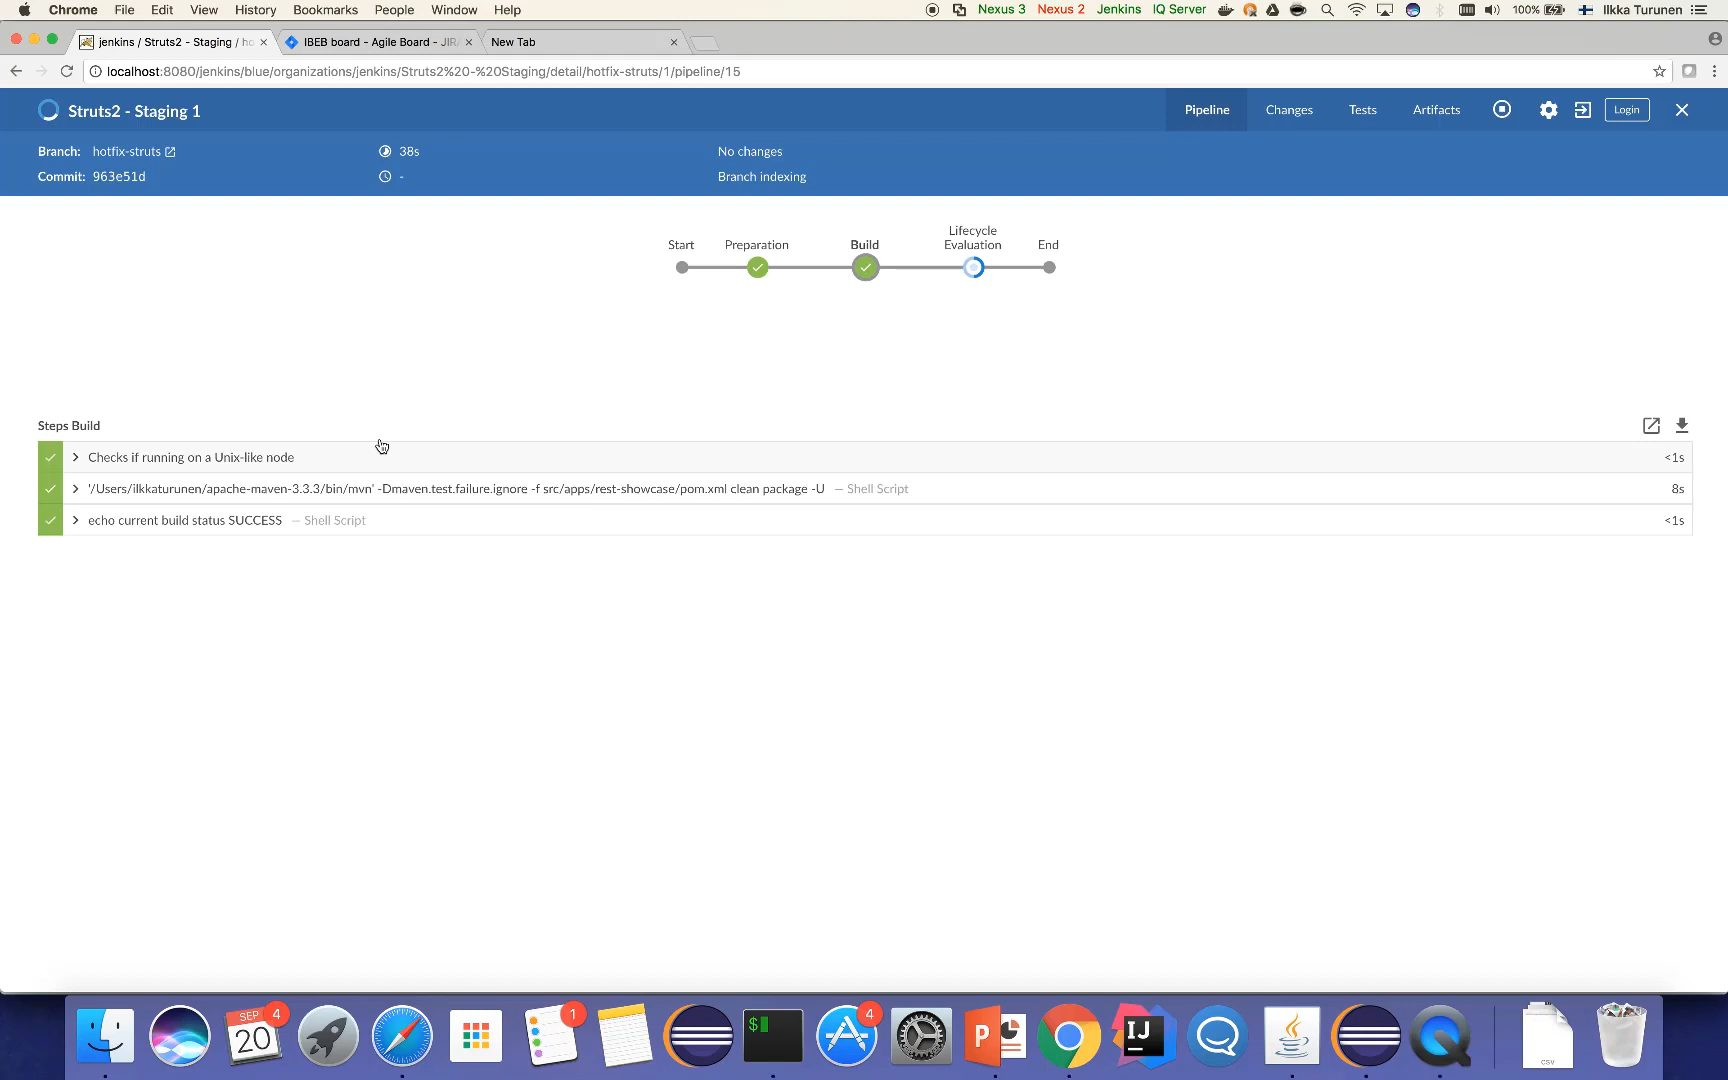 Chrome File Edit View History Bookmarks People Window Help Nexus 3 Nexus 2 Jenkins IQ Server 100% Ilkka Turunen
jenkins / Struts2 - Staging / ho IBEB board - Agile Board - JIRA New Tab
localhost:8080/jenkins/blue/organizations/jenkins/Struts2%20-%20Staging/detail/hotfix-struts/1/pipeline/15
Struts2 - Staging 1 Pipeline Changes Tests Artifacts Login
Branch: hotfix-struts 38s No changes
Commit: 963e51d - Branch indexing
Lifecycle
Start Preparation Build Evaluation End
Steps Build
Checks if running on a Unix-like node <1s
'/Users/ilkkaturunen/apache-maven-3.3.3/bin/mvn' -Dmaven.test.failure.ignore -f src/apps/rest-showcase/pom.xml clean package -U — Shell Script 8s
echo current build status SUCCESS — Shell Script <1s
SEP 4 1 $ 4 P IJ
20
CSV